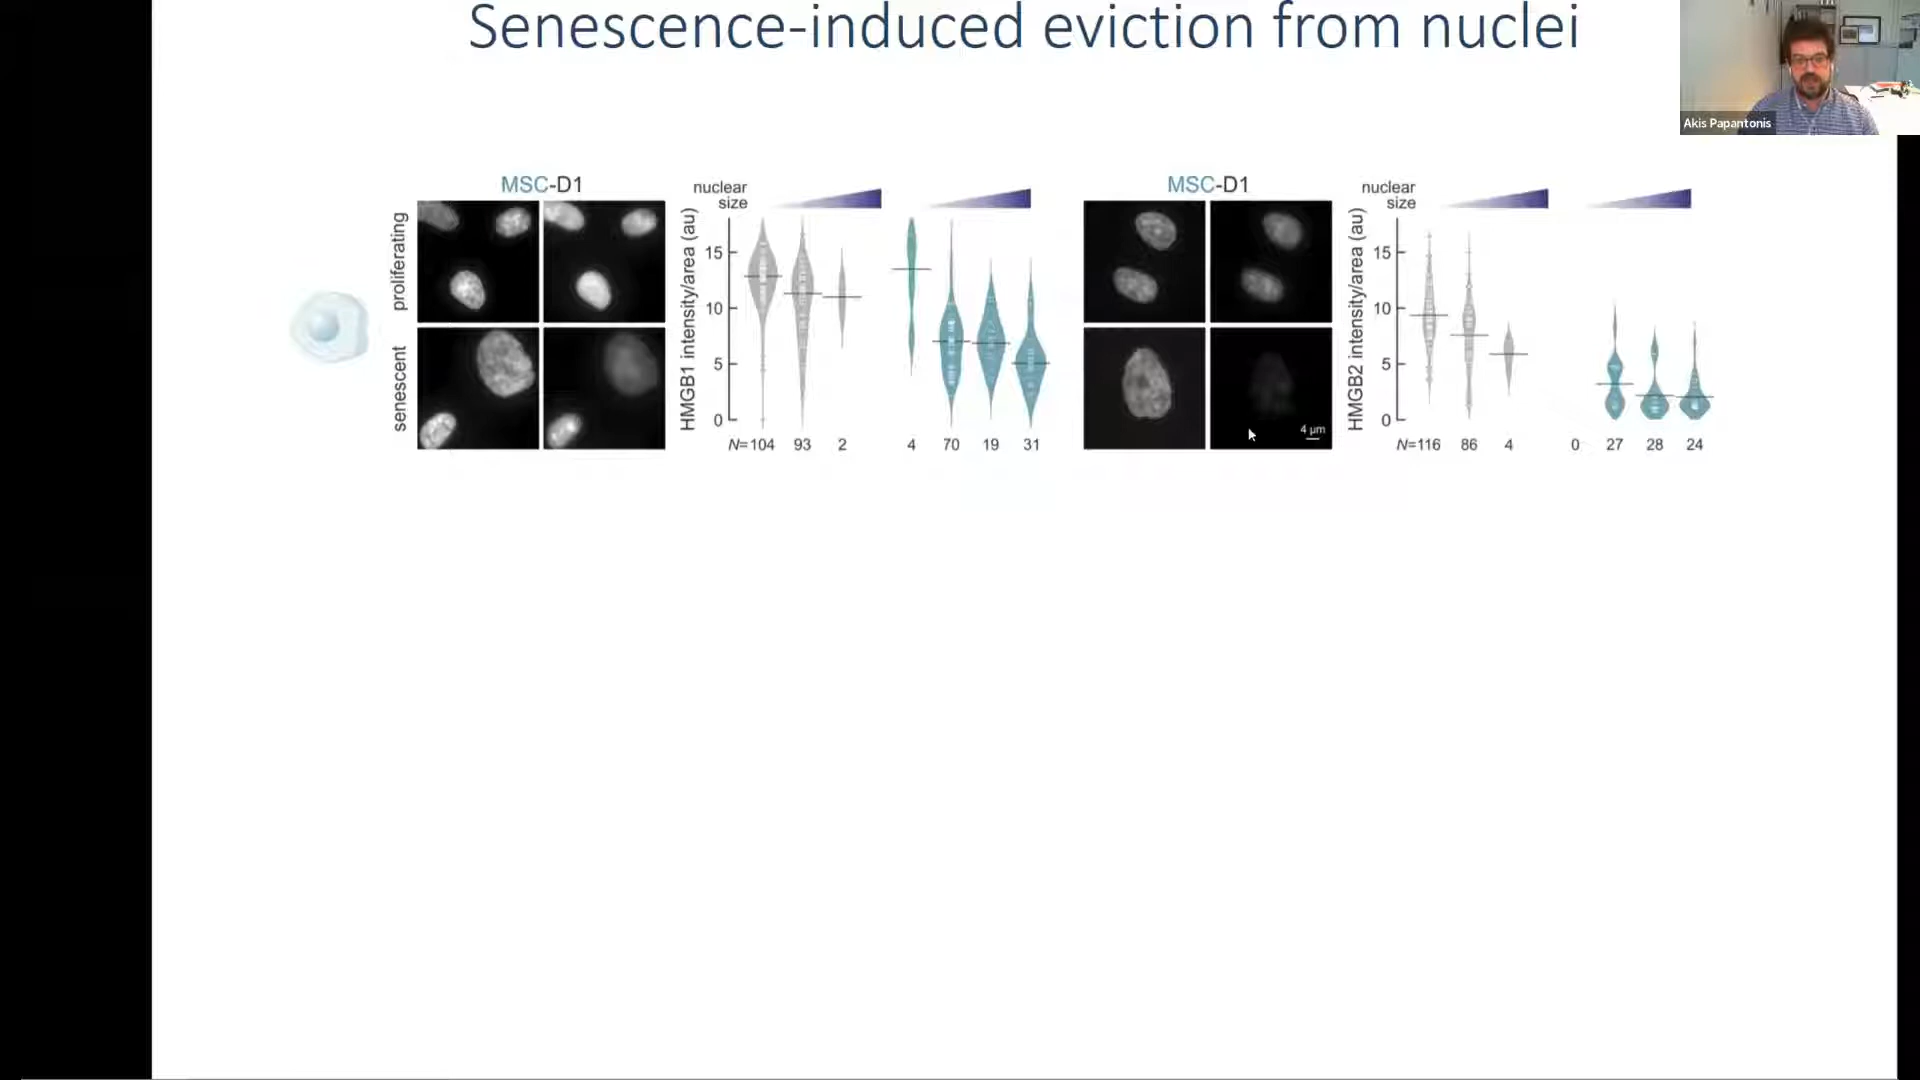 Senescence-induced eviction from nuclei
Akis Papantonis
MSC-D1
proliferating
senescent
nuclear
size
HMGB1 intensity/area (au)
15
10
5
0
N=104 93 2 4 70 19 31
MSC-D1
4 μm
nuclear
size
HMGB2 intensity/area (au)
15
10
5
0
N=116 86 4 0 27 28 24